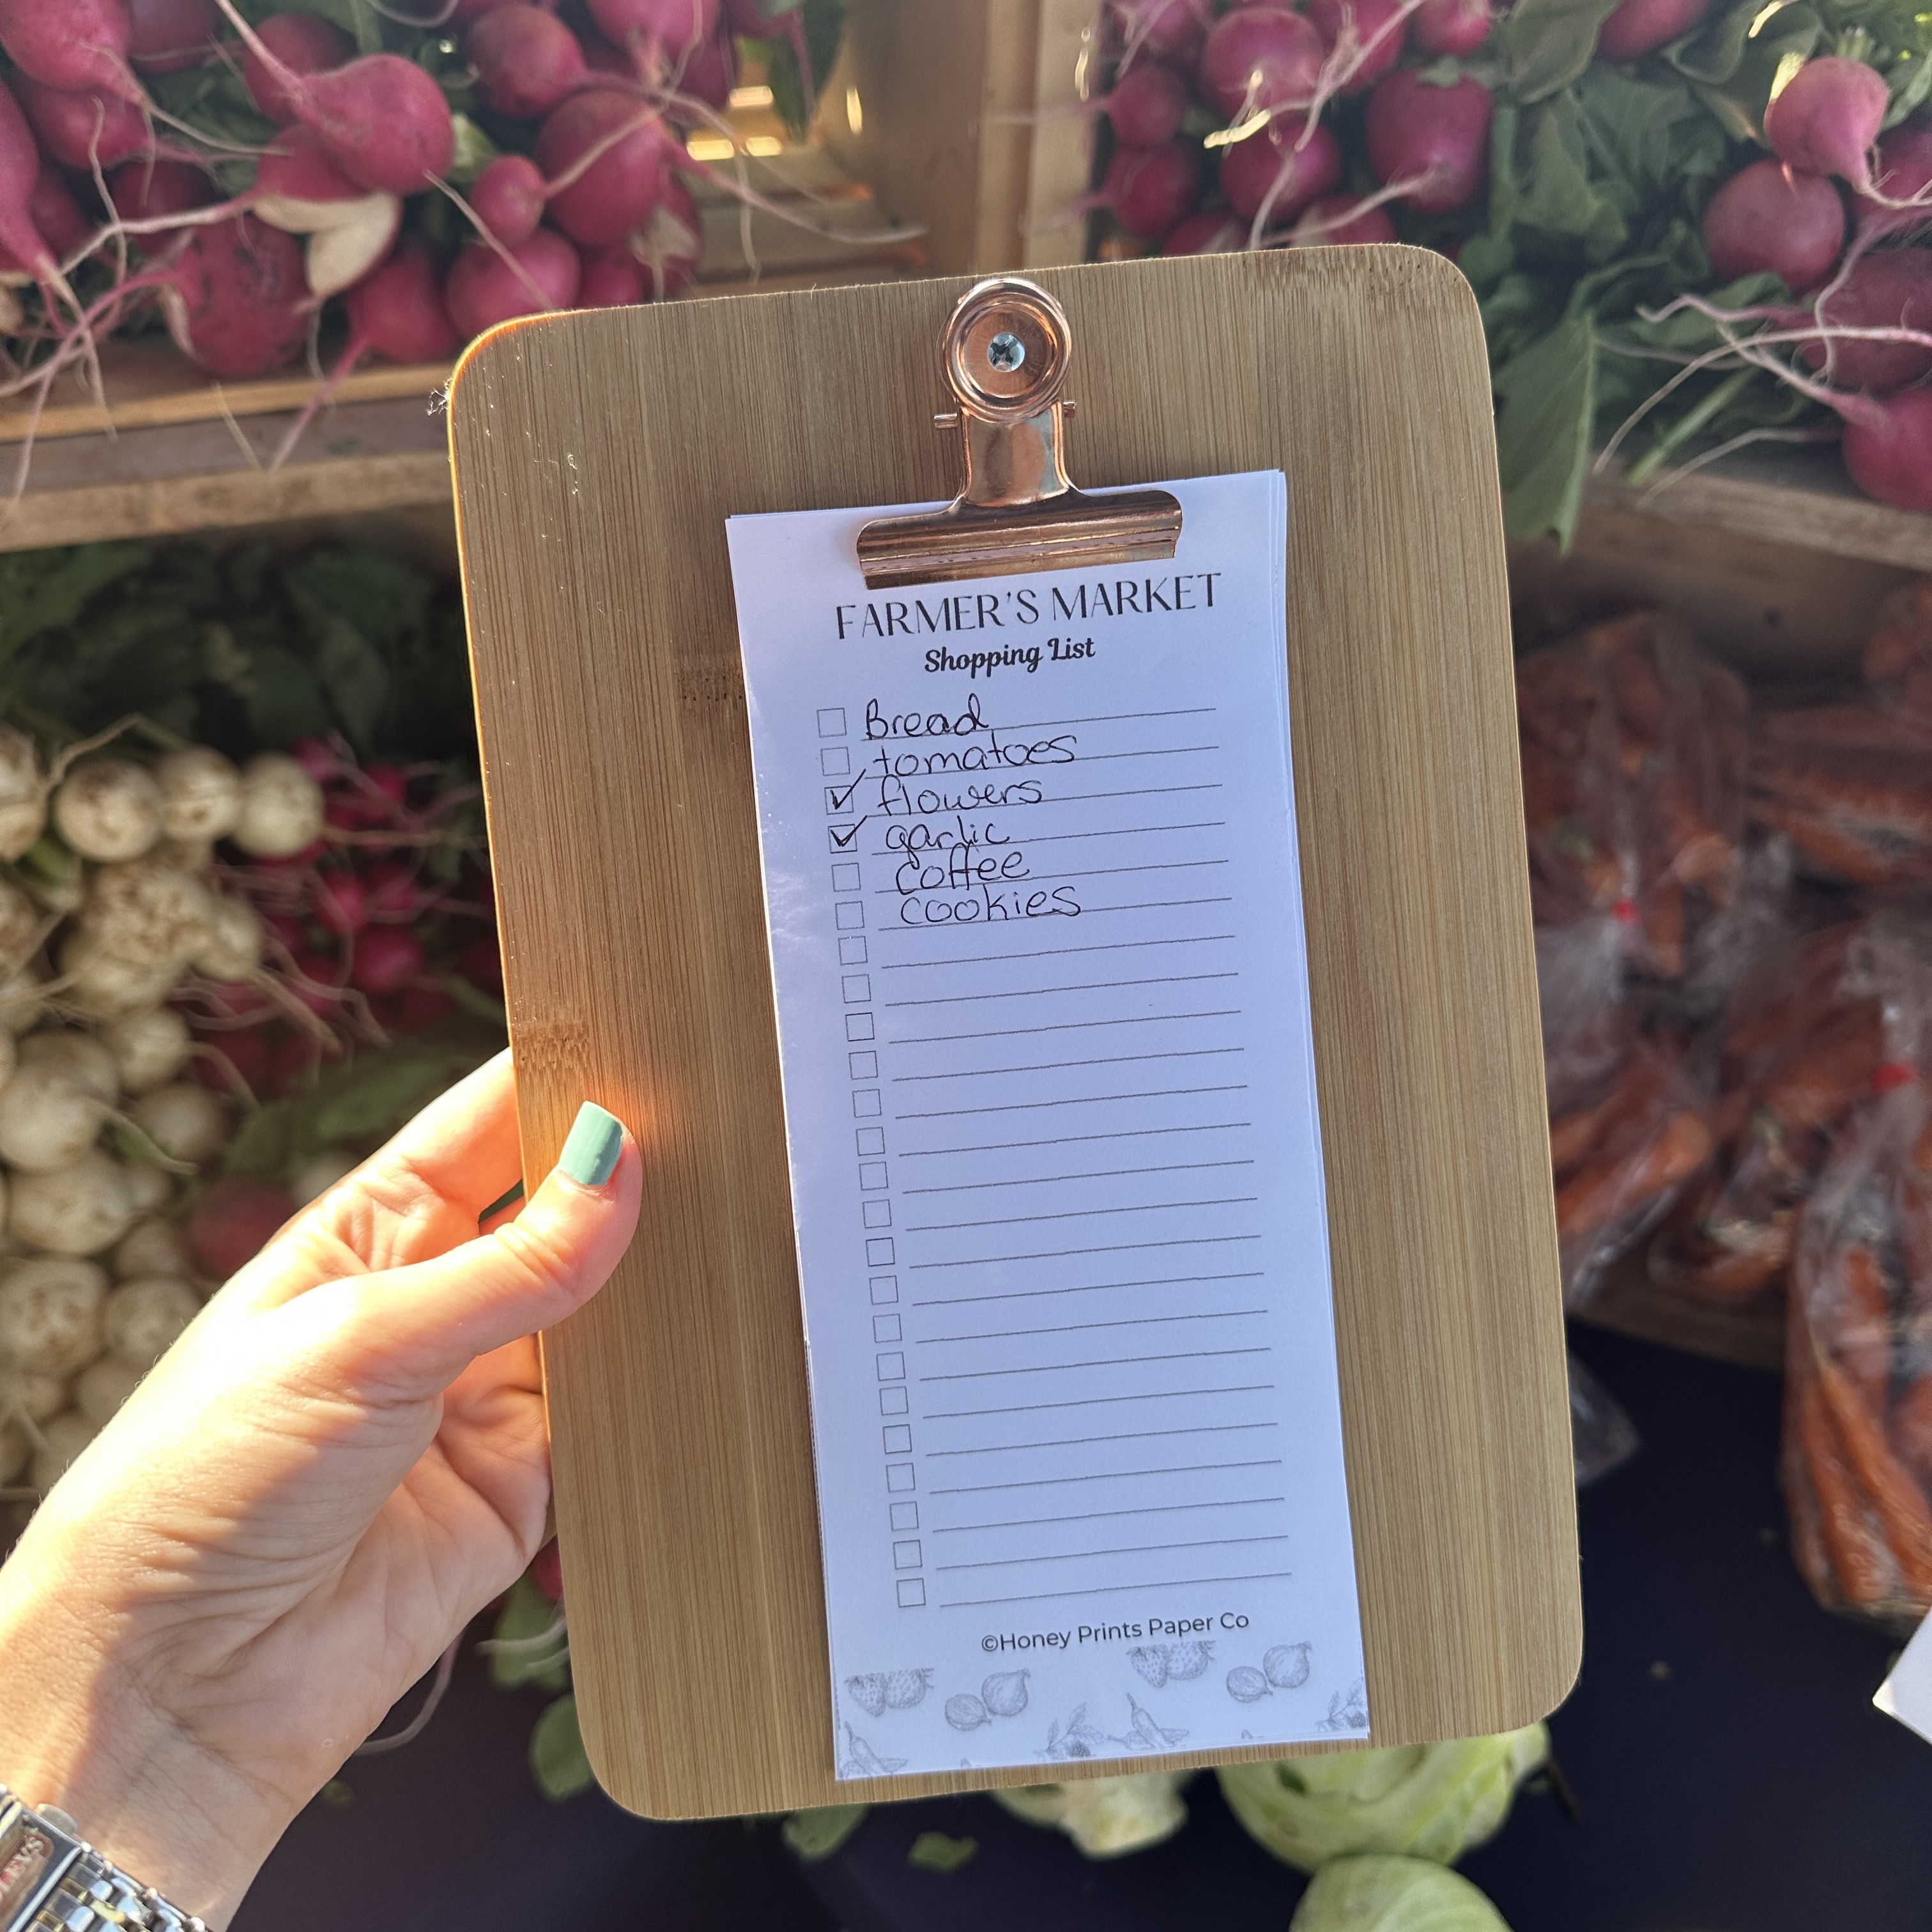 FARMER'S MARKET
Shopping List
Bread
tomatoes
flowers
garlic
coffee
cookies
©Honey Prints Paper Co